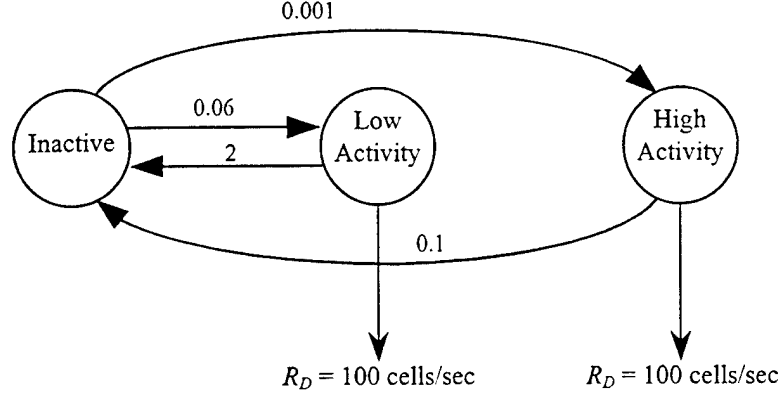 0.001
Inactive
0.06
2
Low
Activity
High
Activity
0.1
R_D = 100 cells/sec
R_D = 100 cells/sec